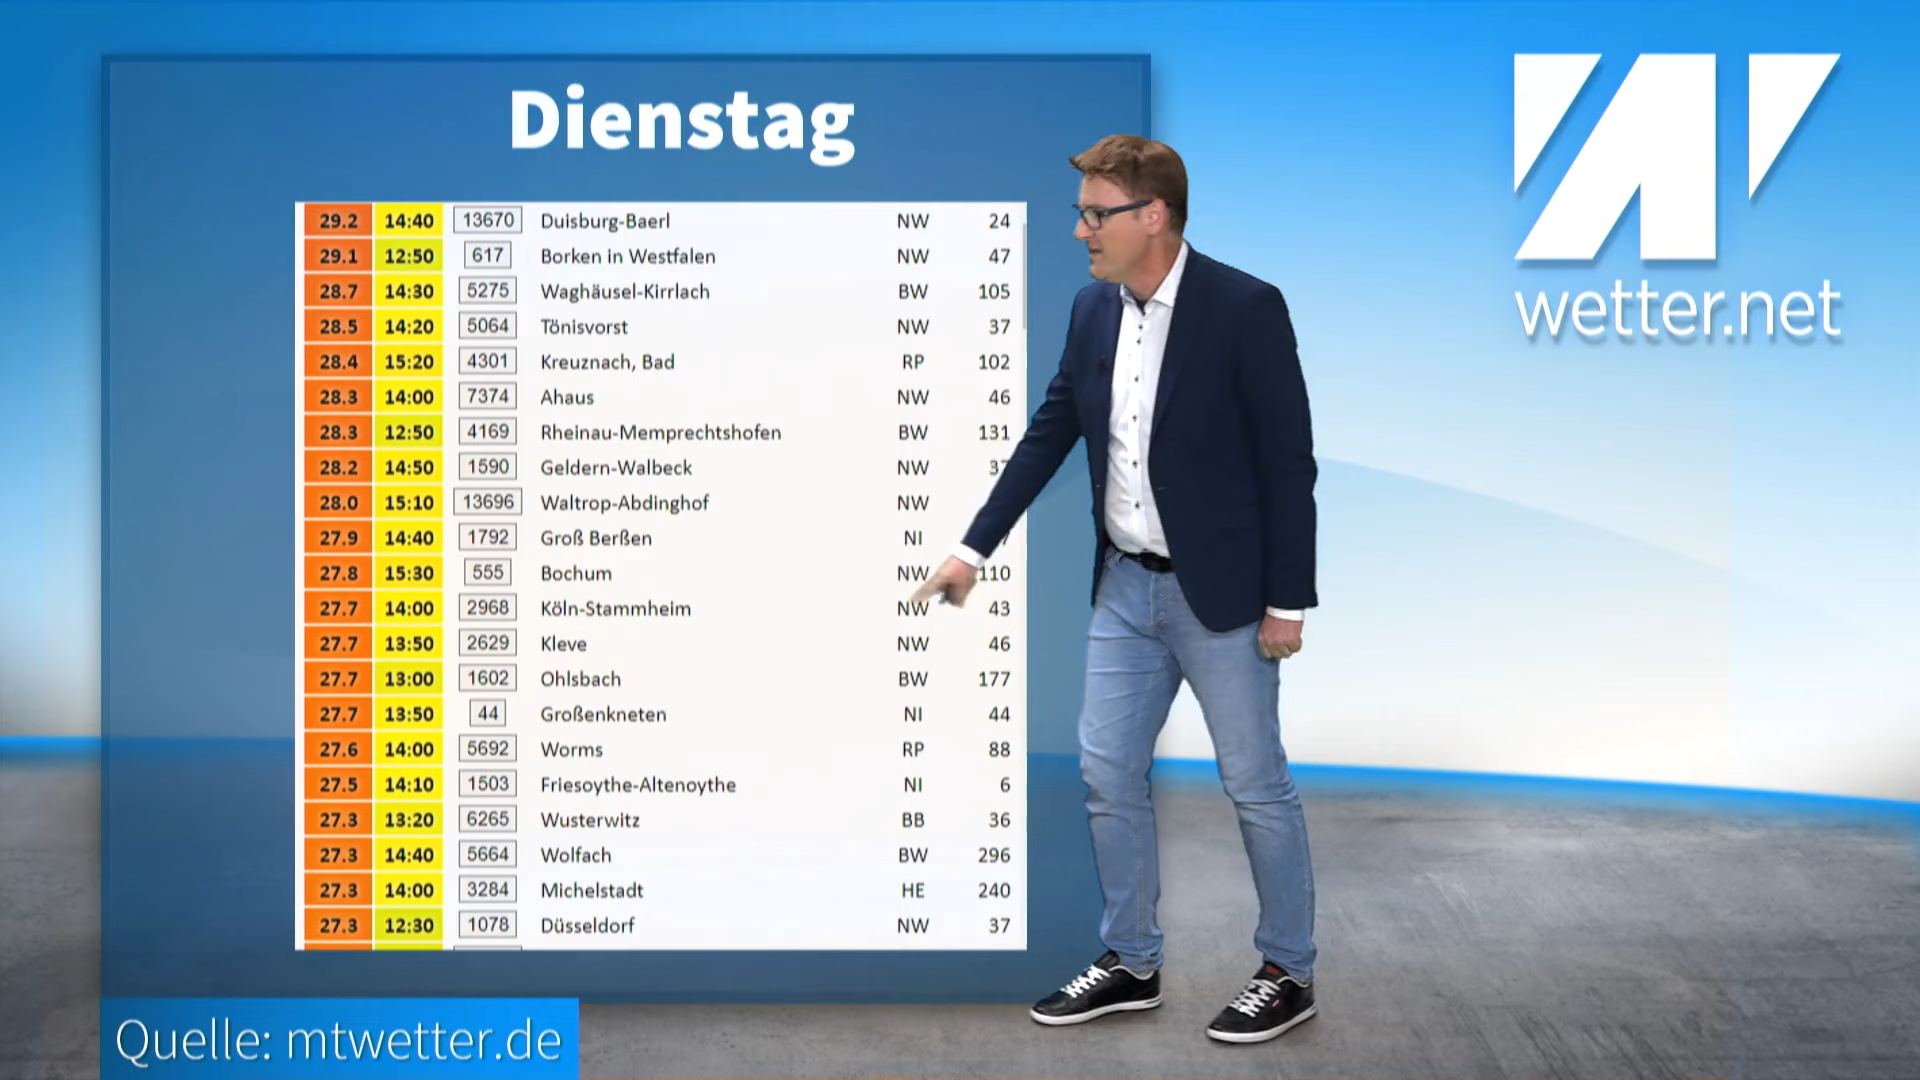 Dienstag
29.2 14:40 13670 Duisburg-Baerl NW 24
29.1 12:50 617 Borken in Westfalen NW 47
28.7 14:30 5275 Waghäusel-Kirrlach BW 105
28.5 14:20 5064 Tönisvorst NW 37
28.4 15:20 4301 Kreuznach, Bad RP 102
28.3 14:00 7374 Ahaus NW 46
28.3 12:50 4169 Rheinau-Memprechtshofen BW 131
28.2 14:50 1590 Geldern-Walbeck NW 37
28.0 15:10 13696 Waltrop-Abdinghof NW
27.9 14:40 1792 Groß Berßen NI
27.8 15:30 555 Bochum NW 110
27.7 14:00 2968 Köln-Stammheim NW 43
27.7 13:50 2629 Kleve NW 46
27.7 13:00 1602 Ohlsbach BW 177
27.7 13:50 44 Großenkneten NI 44
27.6 14:00 5692 Worms RP 88
27.5 14:10 1503 Friesoythe-Altenoythe NI 6
27.3 13:20 6265 Wusterwitz BB 36
27.3 14:40 5664 Wolfach BW 296
27.3 14:00 3284 Michelstadt HE 240
27.3 12:30 1078 Düsseldorf NW 37
Quelle: mtwetter.de
wetter.net